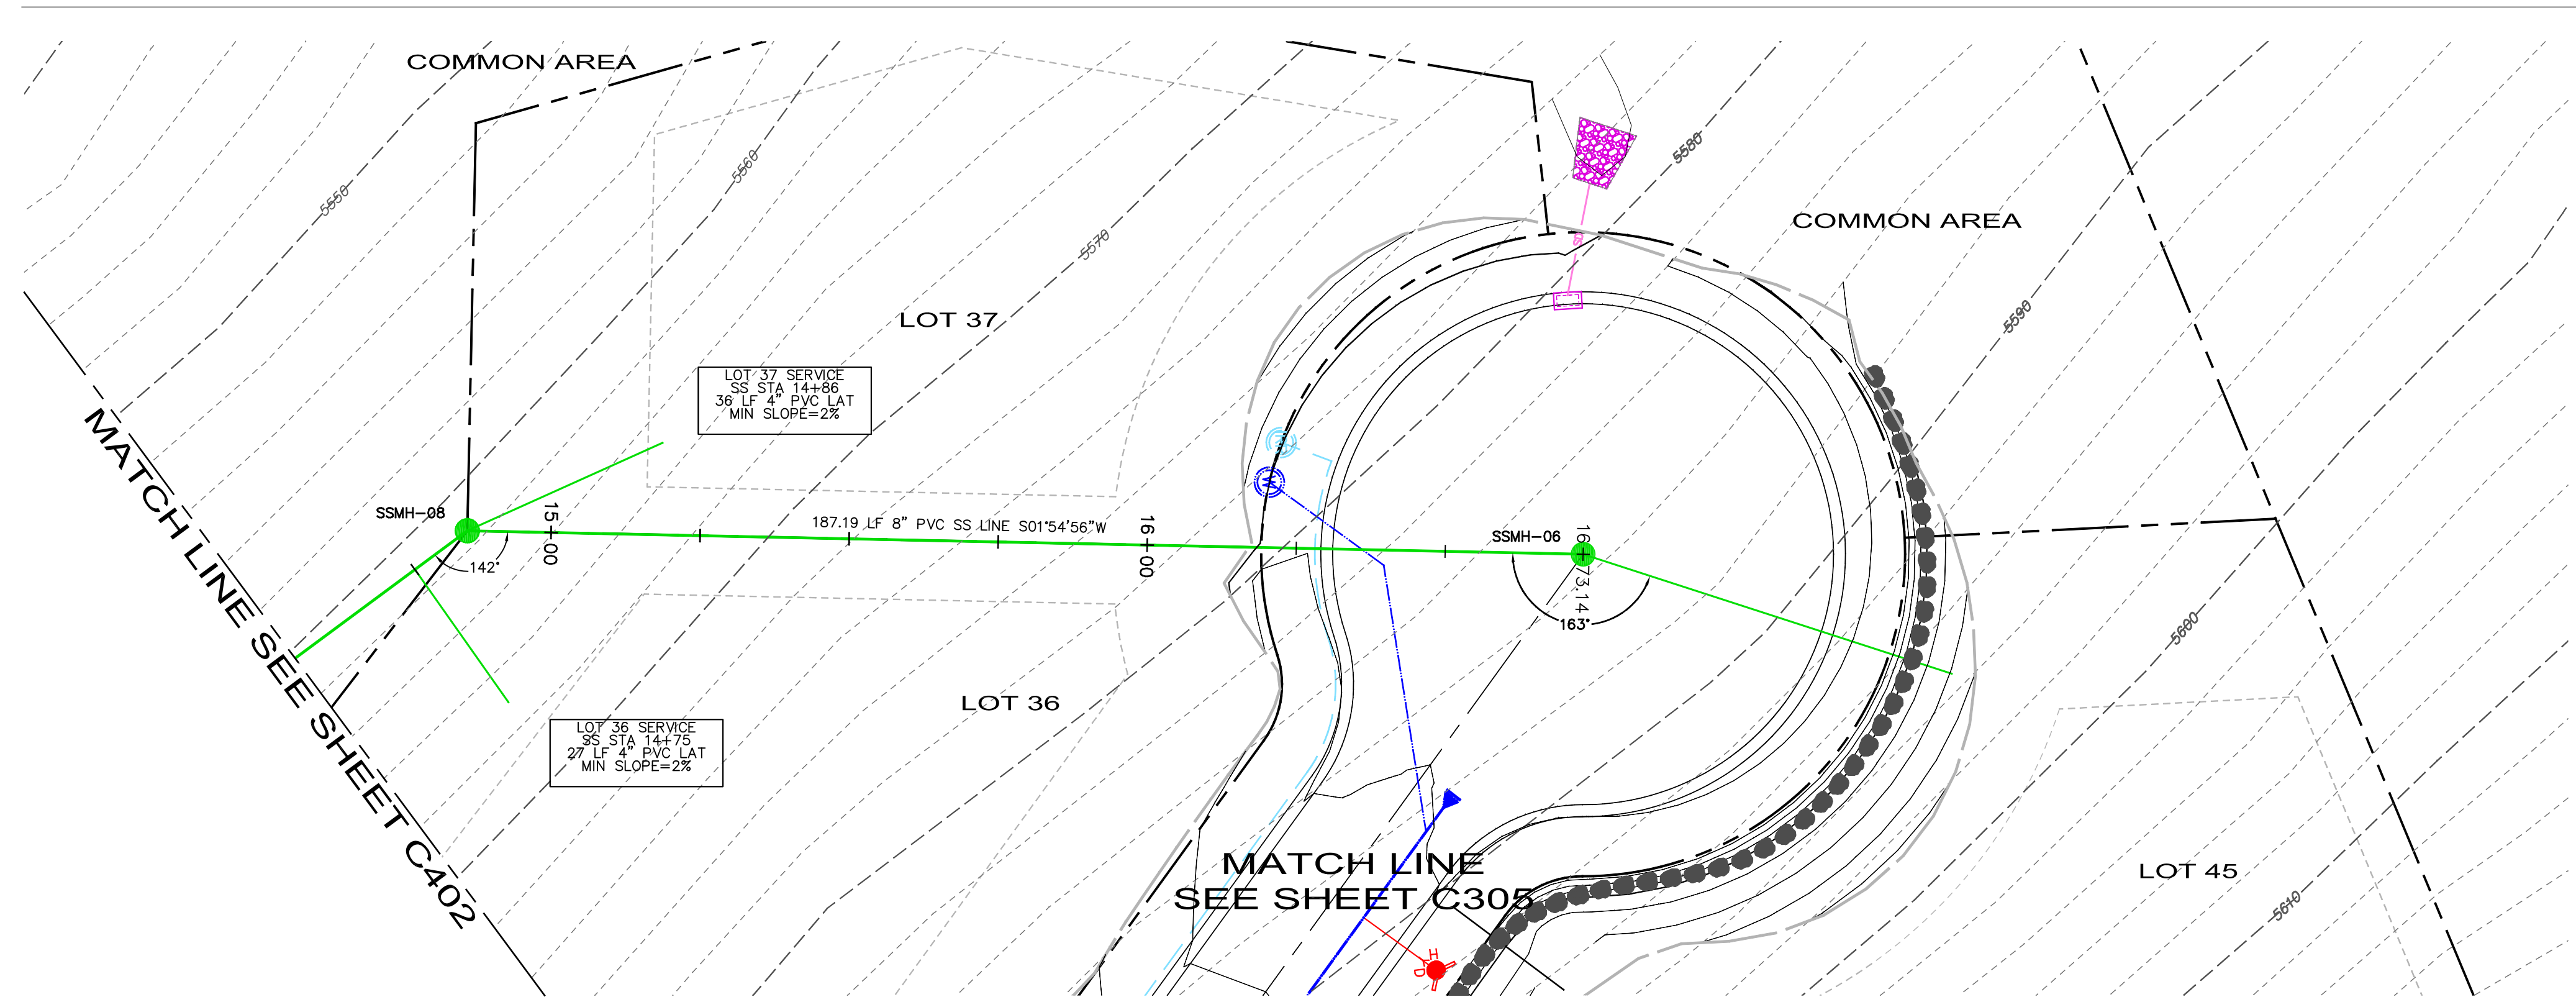 COMMON AREA
5550
5560
5570
5580
COMMON AREA
5590
LOT 37
LOT 37 SERVICE
SS STA 14+86
36 LF 4" PVC LAT
MIN SLOPE=2%
MATCH LINE SEE SHEET C402
SSMH-08
15+00
142°
187.19 LF 8" PVC SS LINE S01°54'56"W
16+00
W
SSMH-06
16+73.14
163°
5600
LOT 36
LOT 36 SERVICE
SS STA 14+75
27 LF 4" PVC LAT
MIN SLOPE=2%
MATCH LINE
SEE SHEET C305
LOT 45
5610